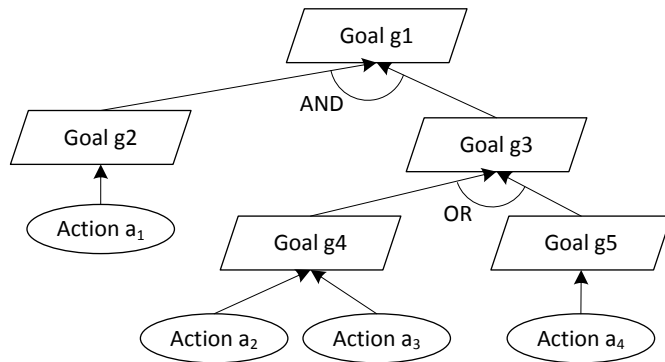 Goal g1
AND
Goal g2
Goal g3
OR
Action a₁
Goal g4
Goal g5
Action a₂
Action a₃
Action a₄